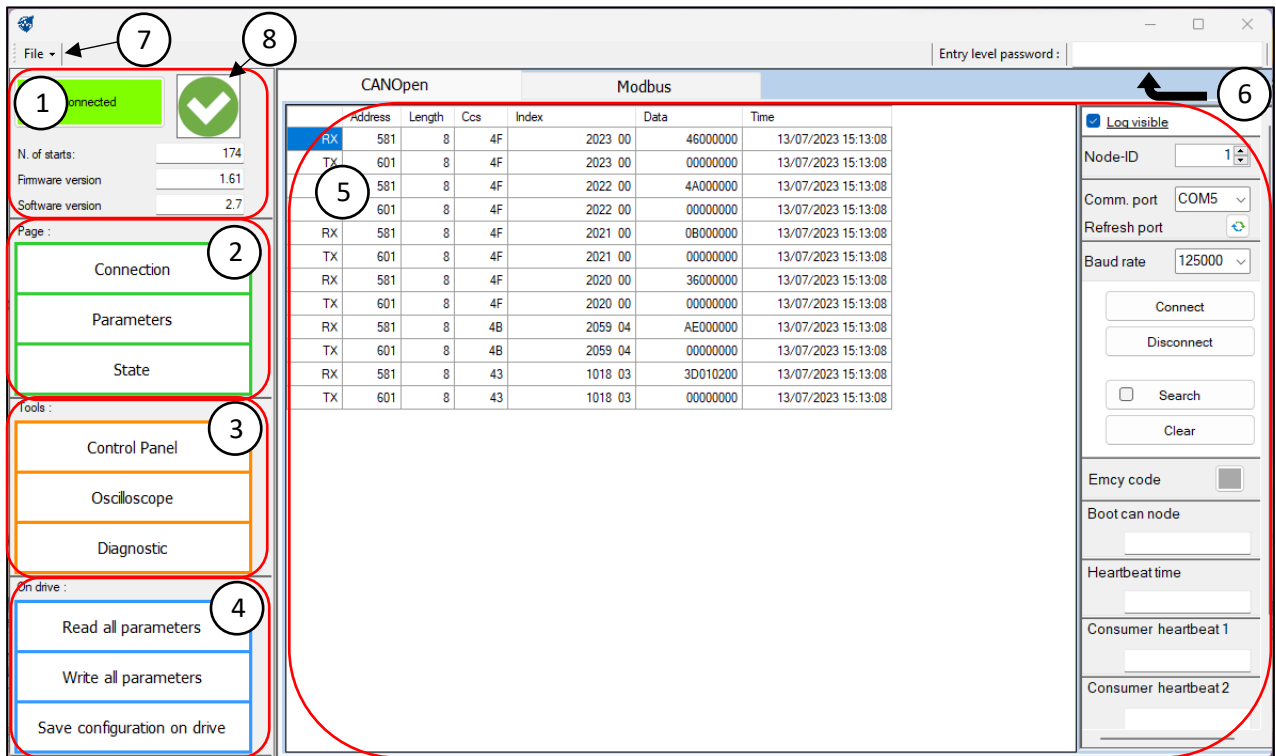 7
8
File
Entry level password :
6
1
onnected
N. of starts: 174
Firmware version 1.61
Software version 2.7
Page :
2
Connection
Parameters
State
Tools :
3
Control Panel
Oscilloscope
Diagnostic
On drive :
4
Read all parameters
Write all parameters
Save configuration on drive
CANOpen Modbus
Address Length Ccs Index Data Time
RX 581 8 4F 2023 00 46000000 13/07/2023 15:13:08
TX 601 8 4F 2023 00 00000000 13/07/2023 15:13:08
5
581 8 4F 2022 00 4A000000 13/07/2023 15:13:08
601 8 4F 2022 00 00000000 13/07/2023 15:13:08
RX 581 8 4F 2021 00 0B000000 13/07/2023 15:13:08
TX 601 8 4F 2021 00 00000000 13/07/2023 15:13:08
RX 581 8 4F 2020 00 36000000 13/07/2023 15:13:08
TX 601 8 4F 2020 00 00000000 13/07/2023 15:13:08
RX 581 8 4B 2059 04 AE000000 13/07/2023 15:13:08
TX 601 8 4B 2059 04 00000000 13/07/2023 15:13:08
RX 581 8 43 1018 03 3D010200 13/07/2023 15:13:08
TX 601 8 43 1018 03 00000000 13/07/2023 15:13:08
Log visible
Node-ID 1
Comm. port COM5
Refresh port
Baud rate 125000
Connect
Disconnect
Search
Clear
Emcy code
Boot can node
Heartbeat time
Consumer heartbeat 1
Consumer heartbeat 2